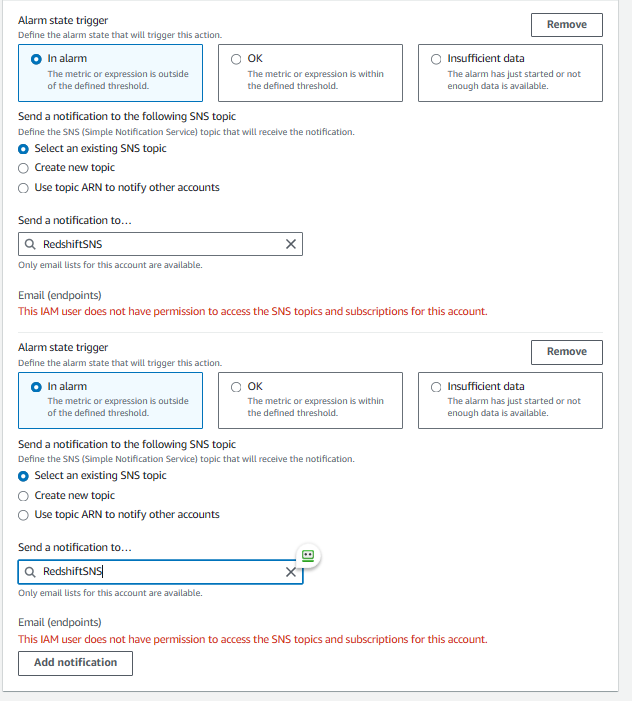 Alarm state trigger
Remove
Define the alarm state that will trigger this action.
In alarm
The metric or expression is outside
of the defined threshold.
OK
The metric or expression is within
the defined threshold.
Insufficient data
The alarm has just started or not
enough data is available.
Send a notification to the following SNS topic
Define the SNS (Simple Notification Service) topic that will receive the notification.
Select an existing SNS topic
Create new topic
Use topic ARN to notify other accounts
Send a notification to...
RedshiftSNS
Only email lists for this account are available.
Email (endpoints)
This IAM user does not have permission to access the SNS topics and subscriptions for this account.
Alarm state trigger
Remove
Define the alarm state that will trigger this action.
In alarm
The metric or expression is outside
of the defined threshold.
OK
The metric or expression is within
the defined threshold.
Insufficient data
The alarm has just started or not
enough data is available.
Send a notification to the following SNS topic
Define the SNS (Simple Notification Service) topic that will receive the notification.
Select an existing SNS topic
Create new topic
Use topic ARN to notify other accounts
Send a notification to...
RedshiftSNS
Only email lists for this account are available.
Email (endpoints)
This IAM user does not have permission to access the SNS topics and subscriptions for this account.
Add notification